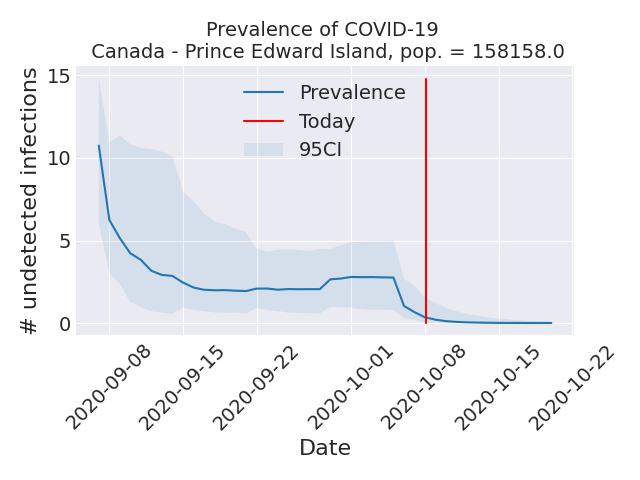 Prevalence of COVID-19
Canada - Prince Edward Island, pop. = 158158.0
# undetected infections
15
10
5
0
Prevalence
Today
95CI
2020-09-08
2020-09-15
2020-09-22
2020-10-01
2020-10-08
2020-10-15
2020-10-22
Date